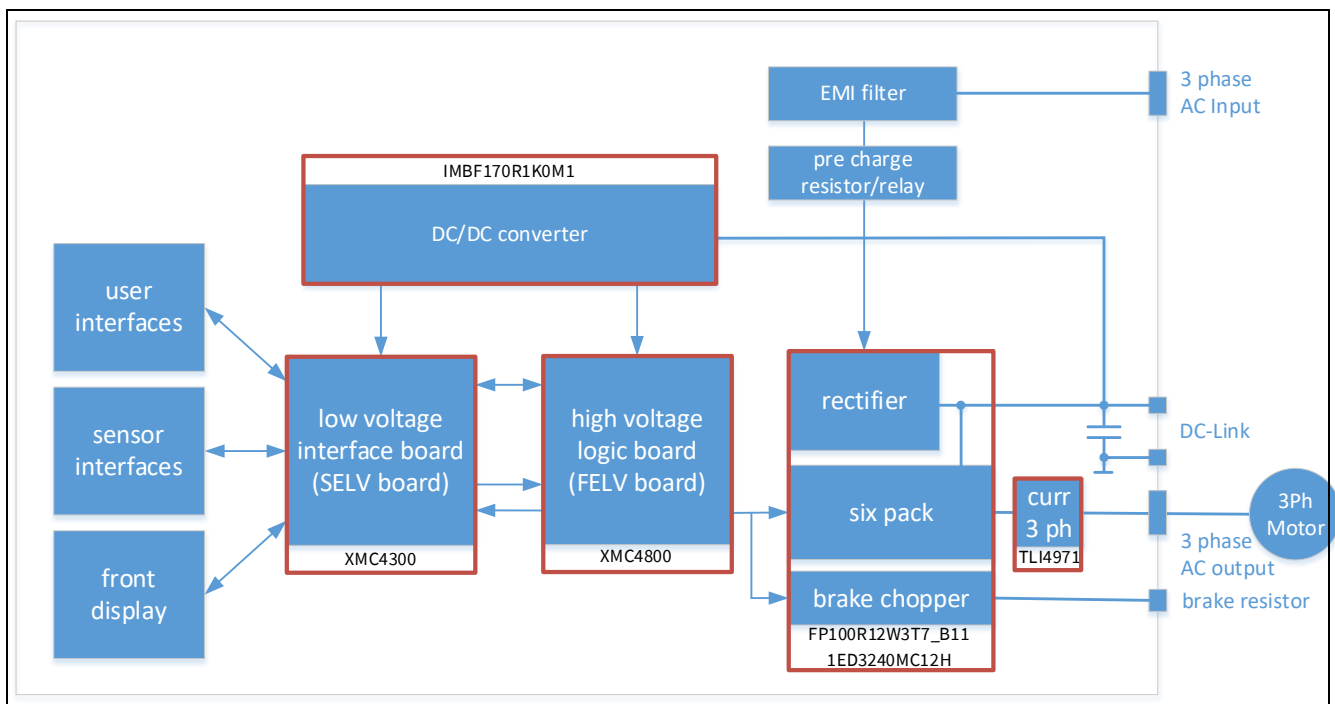 EMI filter
3 phase
AC Input
pre charge
resistor/relay
IMBF170R1K0M1
DC/DC converter
user
interfaces
sensor
interfaces
front
display
low voltage
interface board
(SELV board)
XMC4300
high voltage
logic board
(FELV board)
XMC4800
rectifier
six pack
brake chopper
FP100R12W3T7_B11
1ED3240MC12H
curr
3 ph
TLI4971
DC-Link
3Ph
Motor
3 phase
AC output
brake resistor